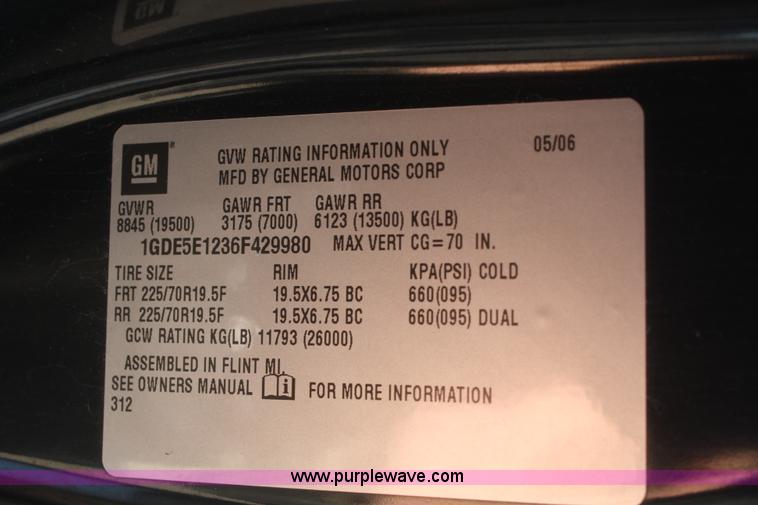 GM
GVW RATING INFORMATION ONLY 05/06
MFD BY GENERAL MOTORS CORP
GVWR GAWR FRT GAWR RR
8845 (19500) 3175 (7000) 6123 (13500) KG(LB)
1GDE5E1236F429980 MAX VERT CG=70 IN.
TIRE SIZE RIM KPA(PSI) COLD
FRT 225/70R19.5F 19.5X6.75 BC 660(095)
RR 225/70R19.5F 19.5X6.75 BC 660(095) DUAL
GCW RATING KG(LB) 11793 (26000)
ASSEMBLED IN FLINT MI.
SEE OWNERS MANUAL i FOR MORE INFORMATION
312
www.purplewave.com